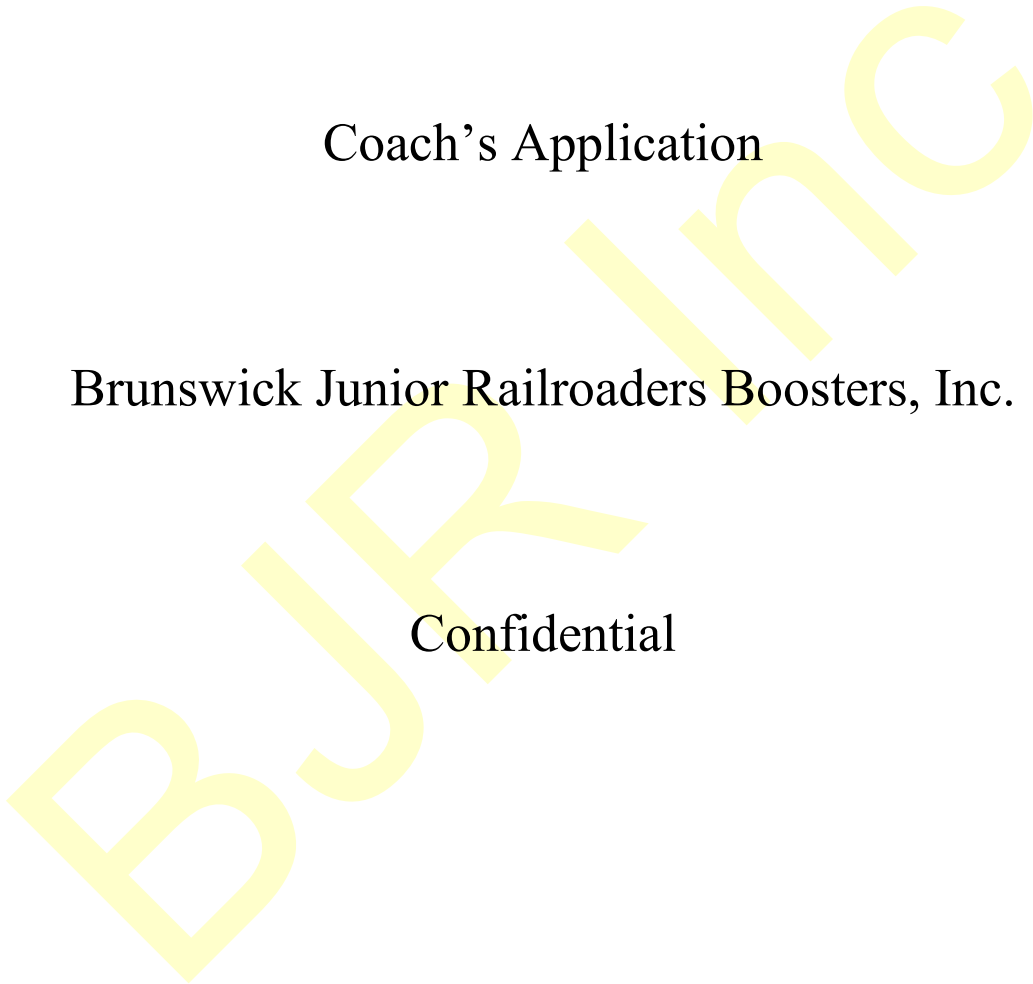 Coach’s Application
Brunswick Junior Railroaders Boosters, Inc.
Confidential
BJR Inc